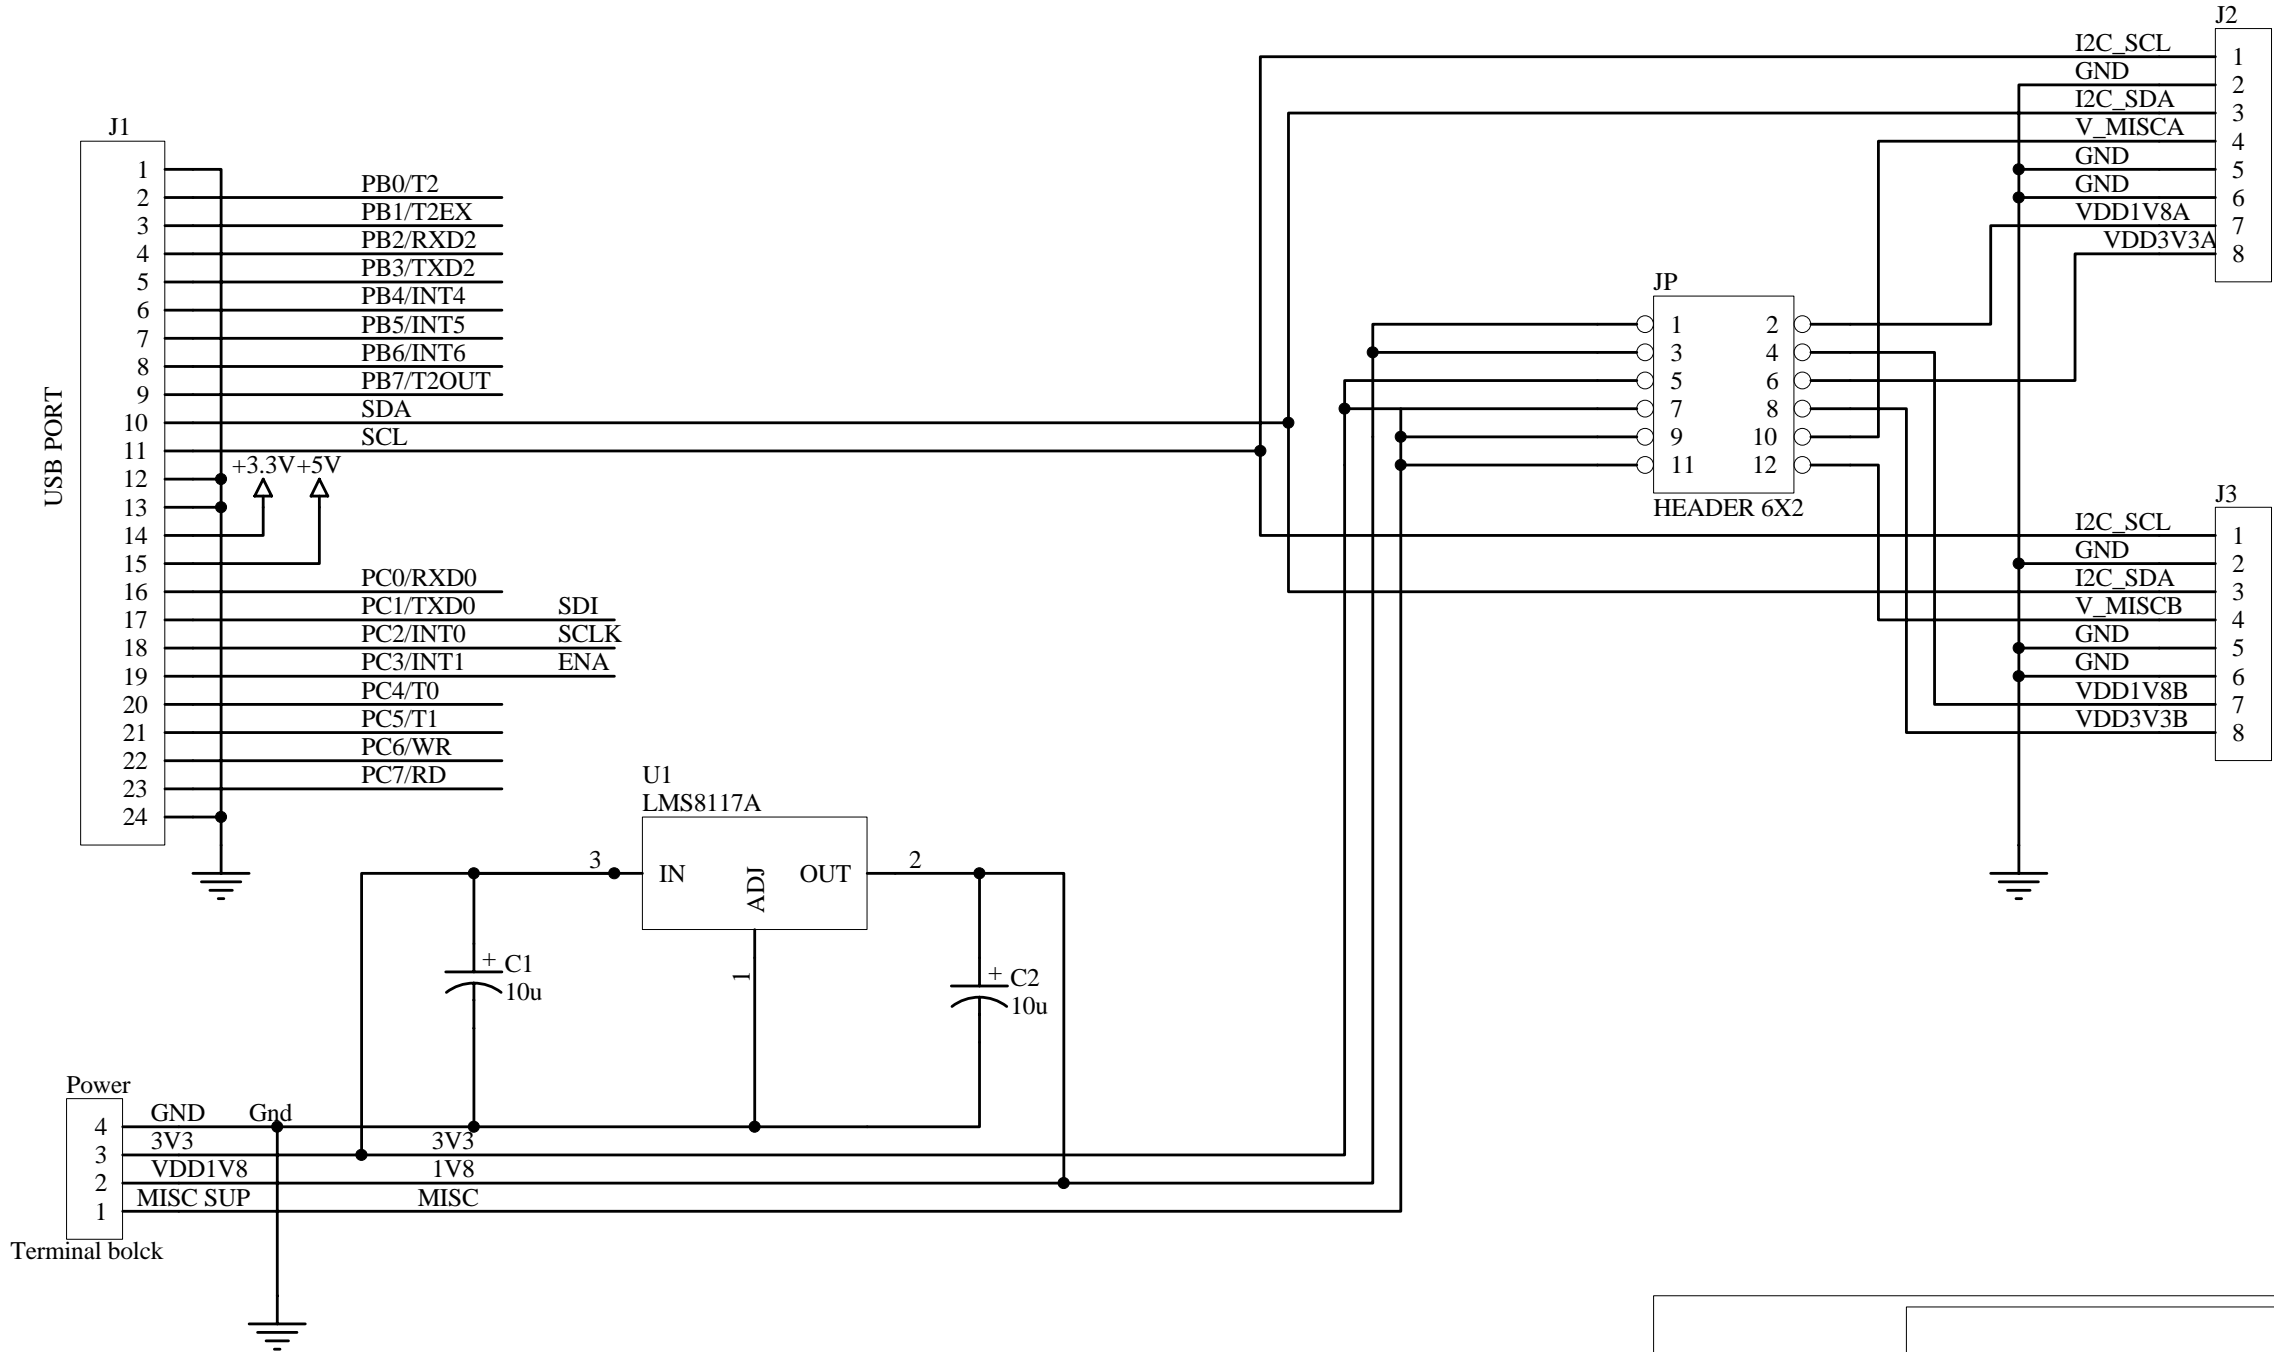 J1
USB PORT
1
2 PB0/T2
3 PB1/T2EX
4 PB2/RXD2
5 PB3/TXD2
6 PB4/INT4
7 PB5/INT5
8 PB6/INT6
9 PB7/T2OUT
10 SDA
11 SCL
12 +3.3V +5V
13
14
15
16 PC0/RXD0
17 PC1/TXD0 SDI
18 PC2/INT0 SCLK
19 PC3/INT1 ENA
20 PC4/T0
21 PC5/T1
22 PC6/WR
23 PC7/RD
24
J2
I2C_SCL 1
GND 2
I2C_SDA 3
V_MISCA 4
GND 5
GND 6
VDD1V8A 7
VDD3V3A 8
JP
1 2
3 4
5 6
7 8
9 10
11 12
HEADER 6X2
J3
I2C_SCL 1
GND 2
I2C_SDA 3
V_MISCB 4
GND 5
GND 6
VDD1V8B 7
VDD3V3B 8
U1
LMS8117A
3 IN ADJ OUT 2
1
+ C1
10u
+ C2
10u
Power
4 GND Gnd
3 3V3 3V3
2 VDD1V8 1V8
1 MISC SUP MISC
Terminal bolck